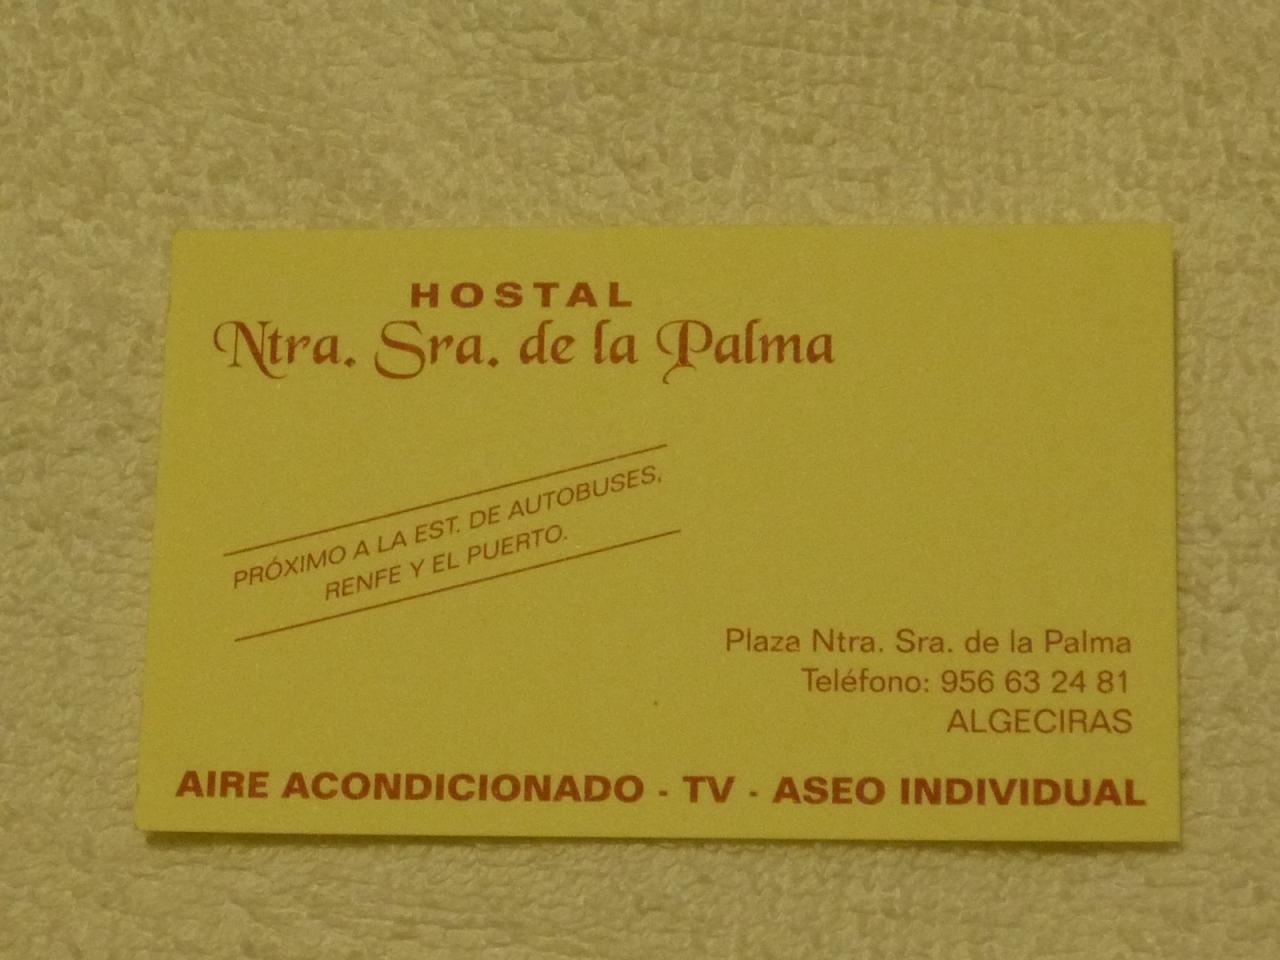 HOSTAL
Ntra. Sra. de la Palma
PRÓXIMO A LA EST. DE AUTOBUSES,
RENFE Y EL PUERTO.
Plaza Ntra. Sra. de la Palma
Teléfono: 956 63 24 81
ALGECIRAS
AIRE ACONDICIONADO - TV - ASEO INDIVIDUAL